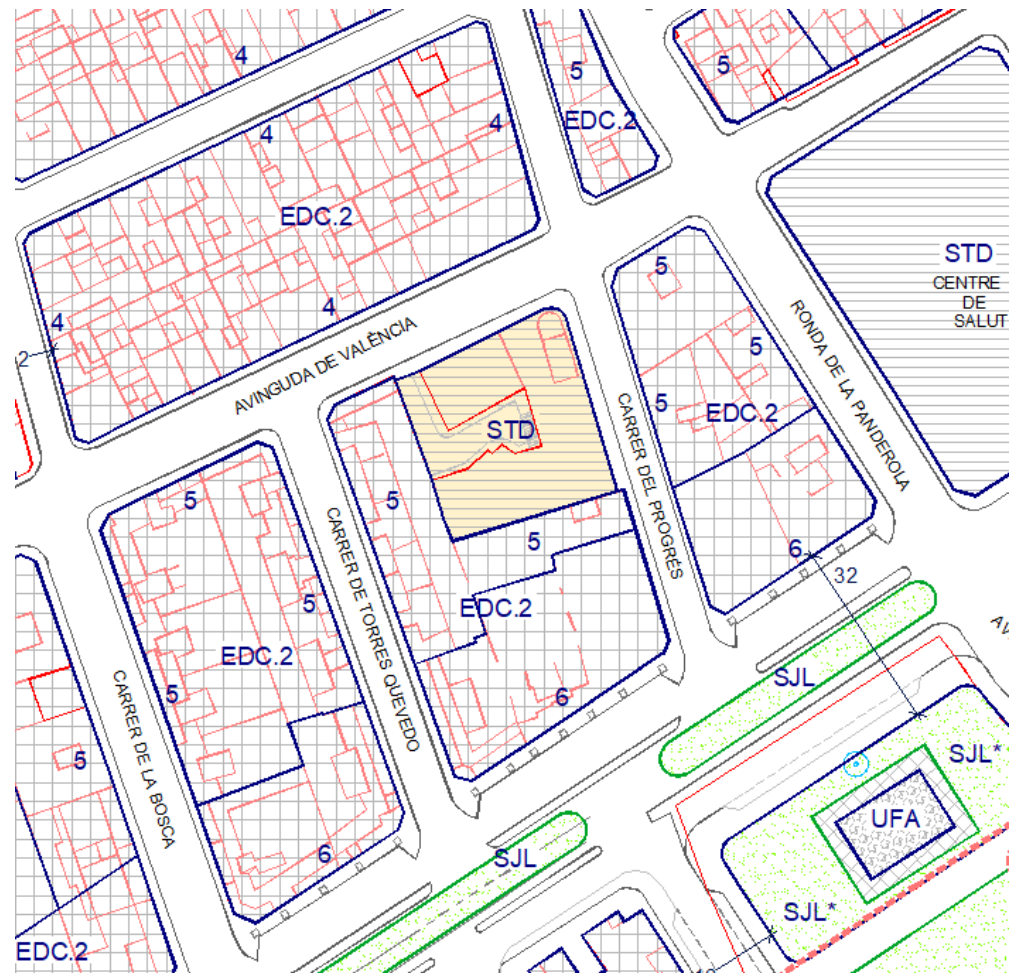 4
5
4
4
EDC.2
EDC.2
5
STD
CENTRE
DE
SALUT
5
4
4
2
AVINGUDA DE VALÈNCIA
RONDA DE LA PANDEROLA
5
5
EDC.2
STD
CARRER DEL PROGRÉS
5
5
CARRER DE TORRES QUEVEDO
5
6
32
5
EDC.2
EDC.2
AV
CARRER DE LA BOSCA
5
5
6
SJL
SJL*
UFA
6
SJL
SJL*
EDC.2